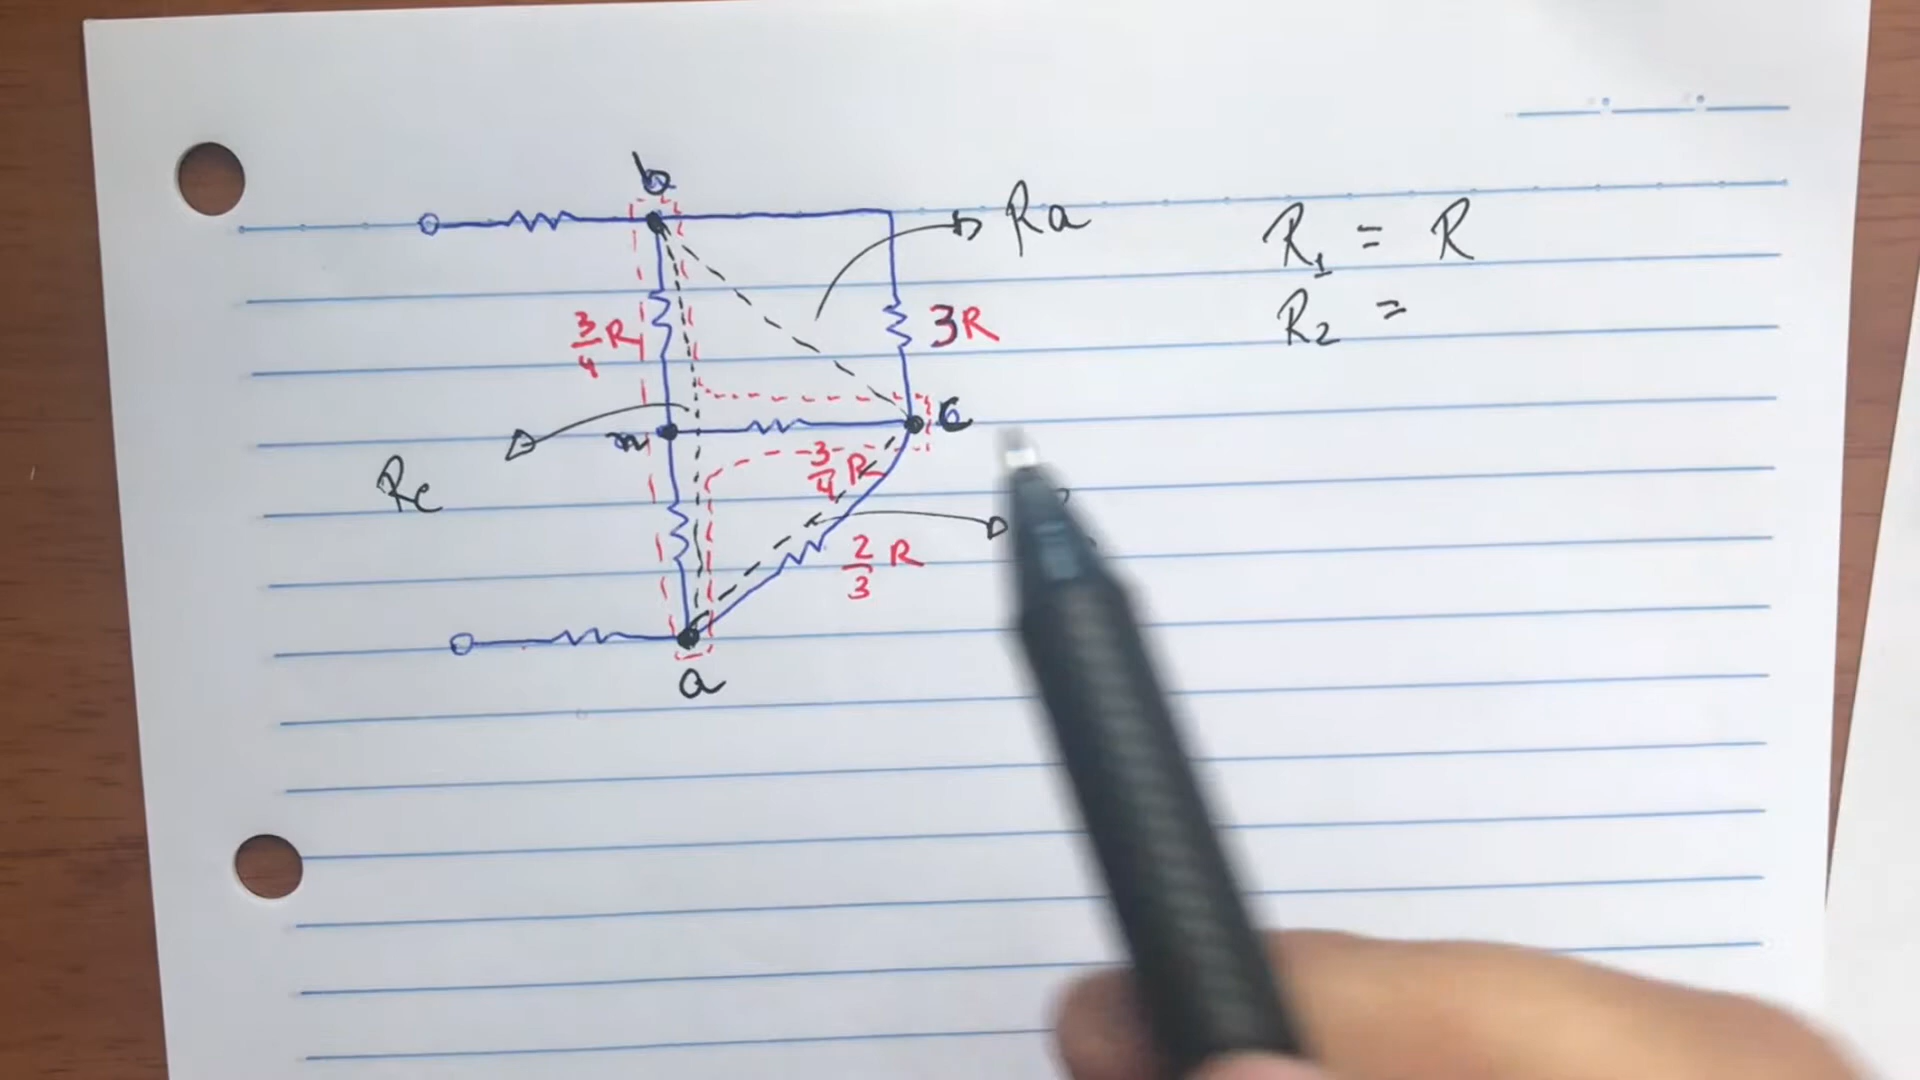 b
Ra
R1 = R
3/4 R
3R
R2 =
n
c
Rc
3/4 R
2/3 R
a